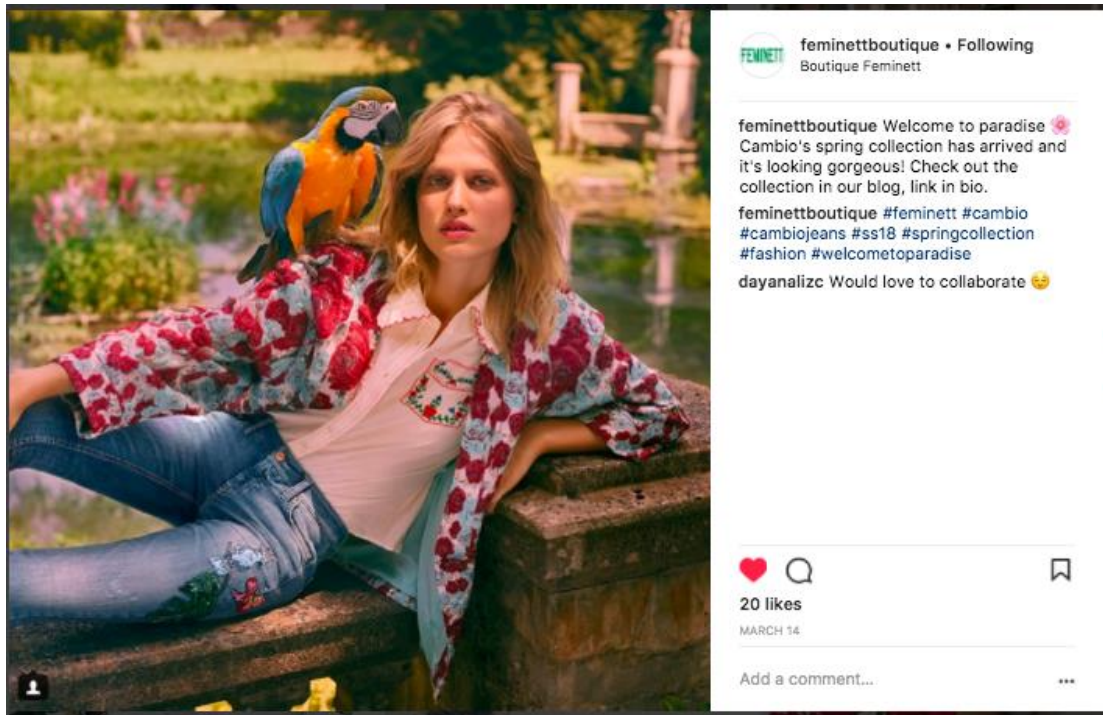 FEMINETT
feminettboutique • Following
Boutique Feminett
feminettboutique Welcome to paradise 🌸
Cambio's spring collection has arrived and
it's looking gorgeous! Check out the
collection in our blog, link in bio.
feminettboutique #feminett #cambio
#cambiojeans #ss18 #springcollection
#fashion #welcometoparadise
dayanalizc Would love to collaborate ☺️
20 likes
MARCH 14
Add a comment...